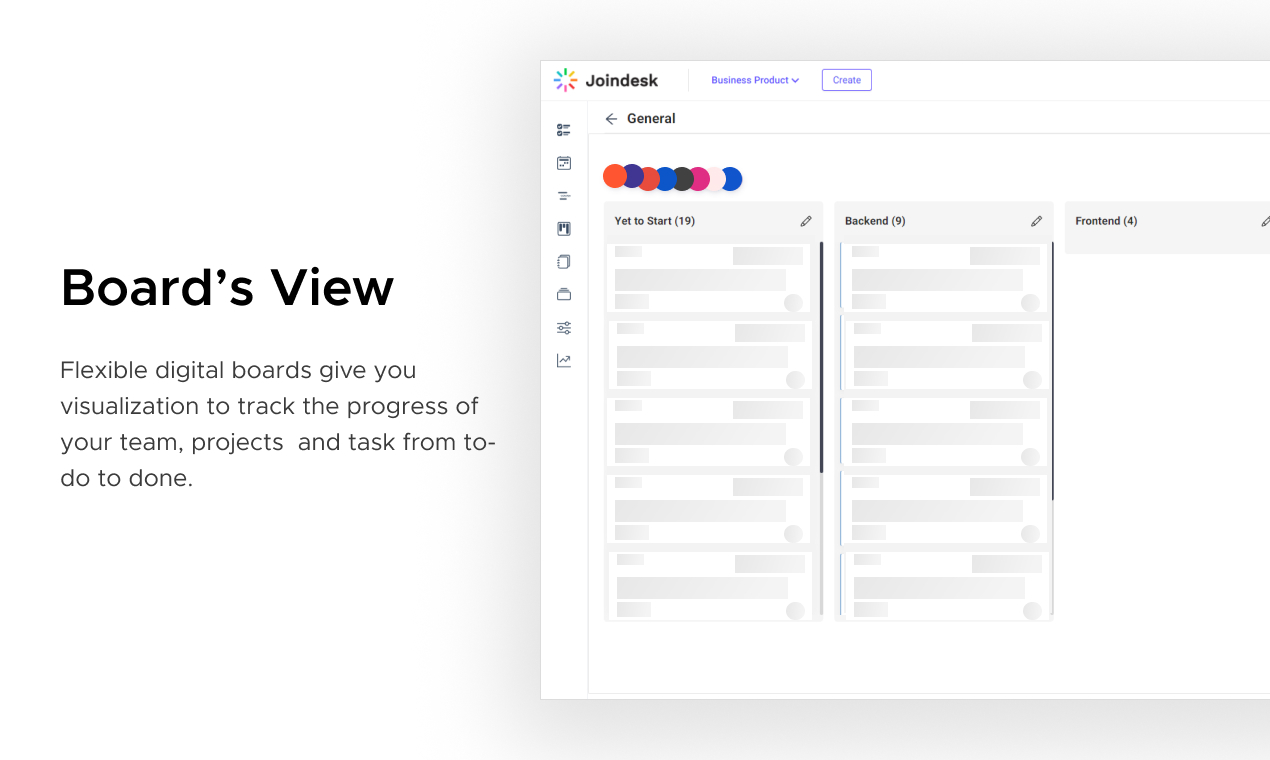 Board’s View
Flexible digital boards give you
visualization to track the progress of
your team, projects  and task from to-
do to done.
Joindesk
Business Product
Create
General
Yet to Start (19)
Backend (9)
Frontend (4)